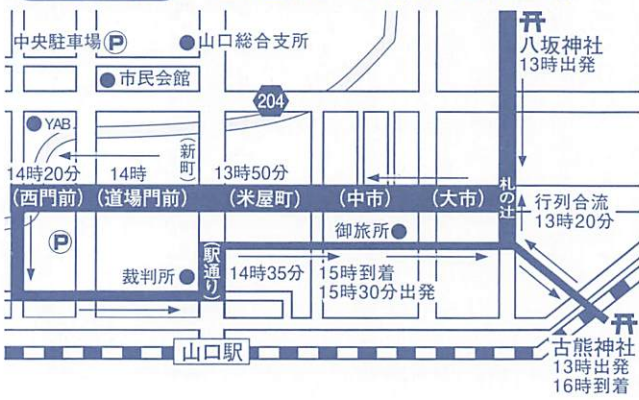 中央駐車場 P
山口総合支所
八坂神社
13時出発
市民会館
204
YAB
14時20分
14時
(新町)
13時50分
(西門前)
(道場門前)
(米屋町)
(中市)
(大市)
札の辻
行列合流
13時20分
御旅所
P
(駅通り)
裁判所
14時35分
15時到着
15時30分出発
山口駅
古熊神社
13時出発
16時到着